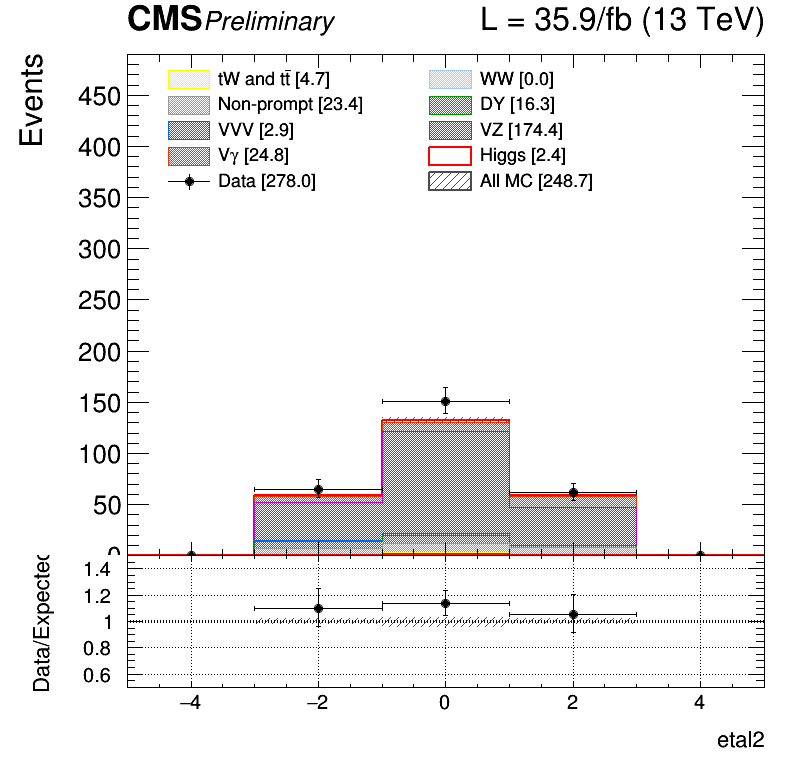 CMS Preliminary L = 35.9/fb (13 TeV)
Events
tW and tt̄ [4.7] WW [0.0]
Non-prompt [23.4] DY [16.3]
VVV [2.9] VZ [174.4]
Vγ [24.8] Higgs [2.4]
Data [278.0] All MC [248.7]
450
400
350
300
250
200
150
100
50
0
Data/Expected
1.4
1.2
1
0.8
0.6
−4 −2 0 2 4
etal2